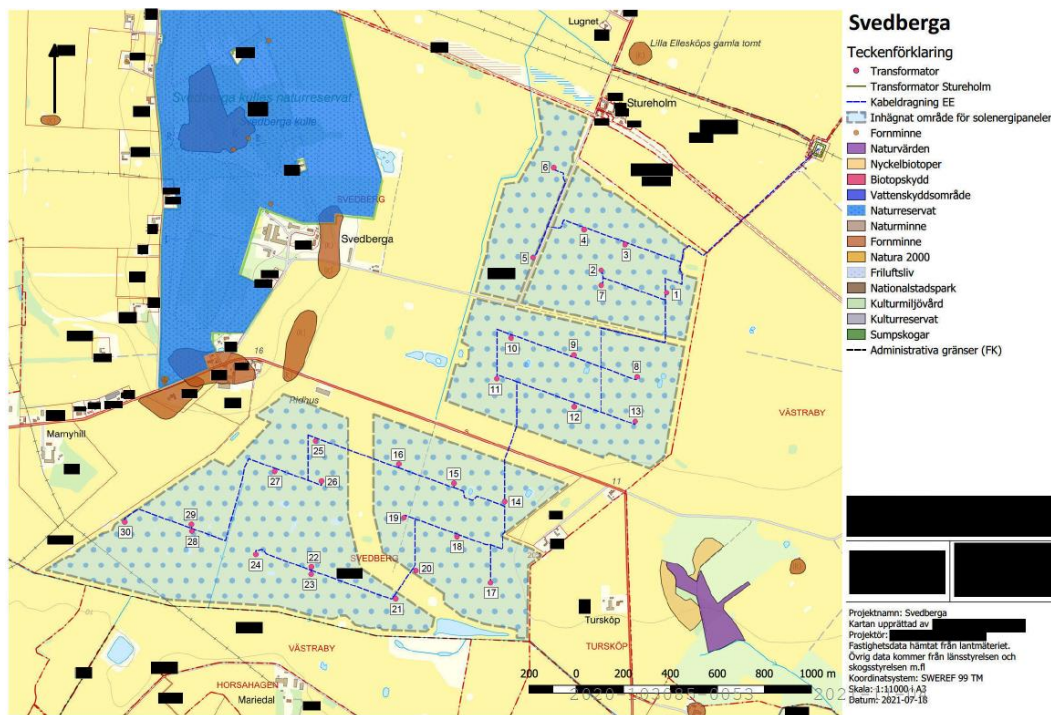 Svedberga
Teckenförklaring
Transformator
Transformator Stureholm
Kabeldragning EE
Inhägnat område för solenergipaneler
Fornminne
Naturvärden
Nyckelbiotoper
Biotopskydd
Vattenskyddsområde
Naturreservat
Naturminne
Fornminne
Natura 2000
Friluftsliv
Nationalstadspark
Kulturmiljövård
Kulturreservat
Sumpskogar
Administrativa gränser (FK)
Lugnet
Lilla Ellesköps gamla tomt
Svedberga kulles naturreservat
Stureholm
6
SVEDBERG
Svedberga
4
3
5
2
7
1
10
9
8
16
11
12
13
VÄSTRABY
Ridhus
Marnyhill
25
16
15
27
26
11
14
29
19
30
28
18
22
SVEDBERG
24
20
23
17
21
Tursköp
VÄSTRABY
TURSKÖP
HORSAHAGEN
Mariedal
200
0
200
400
600
800
1000 m
Projektnamn: Svedberga
Kartan upprättad av
Projektör:
Fastighetsdata hämtat från lantmäteriet.
Övrig data kommer från länsstyrelsen och
skogsstyrelsen m.fl
Koordinatsystem: SWEREF 99 TM
Skala: 1:11000 i A3
Datum: 2021-07-18